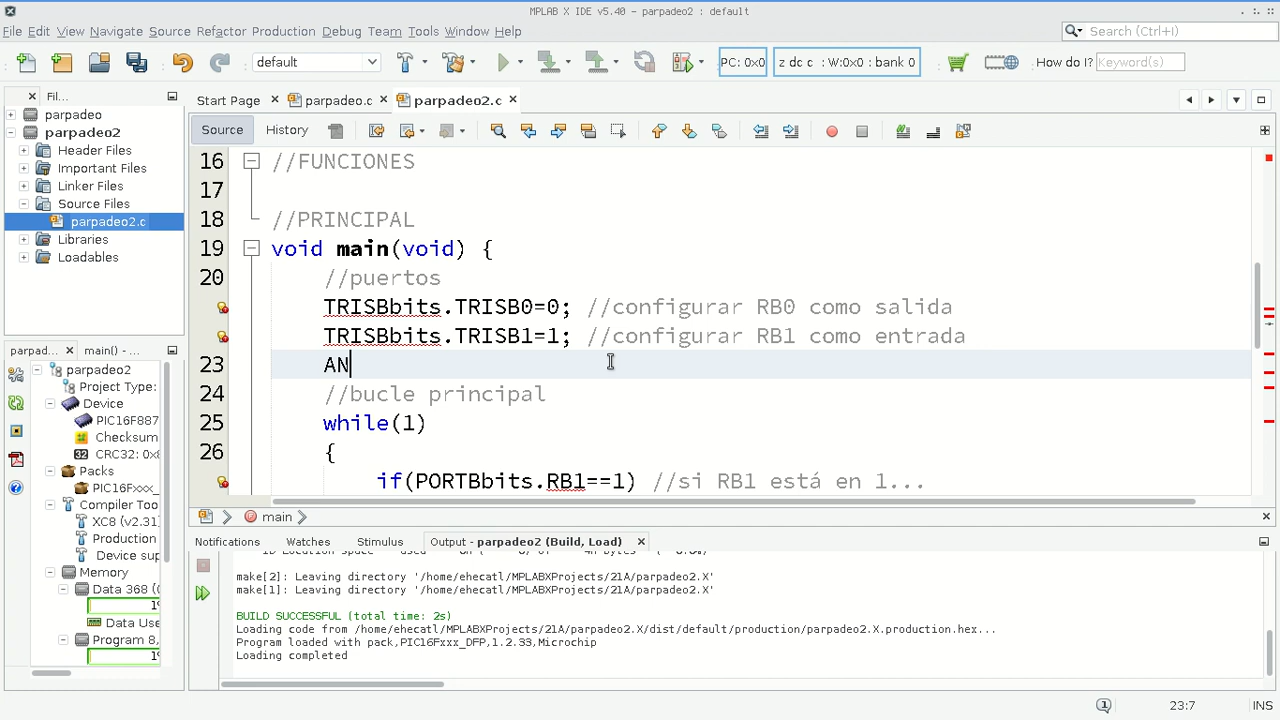 MPLAB X IDE v5.40 - parpadeo2 : default
File Edit View Navigate Source Refactor Production Debug Team Tools Window Help
Search (Ctrl+I)
default
PC: 0x0
z dc c : W:0x0 : bank 0
How do I?
Keyword(s)
Fil...
Start Page
parpadeo.c
parpadeo2.c
parpadeo
parpadeo2
Header Files
Important Files
Linker Files
Source Files
parpadeo2.c
Libraries
Loadables
Source
History
16 //FUNCIONES
17
18 //PRINCIPAL
19 void main(void) {
20 //puertos
TRISBbits.TRISB0=0; //configurar RB0 como salida
TRISBbits.TRISB1=1; //configurar RB1 como entrada
23 AN
24 //bucle principal
25 while(1)
26 {
if(PORTBbits.RB1==1) //si RB1 está en 1...
main
parpad...
main() - ...
parpadeo2
Project Type:
Device
PIC16F887
Checksum
CRC32: 0x8
Packs
PIC16Fxxx_
Compiler Too
XC8 (v2.31)
Production
Device sup
Memory
Data 368 (
1
Data Use
Program 8,
1
Notifications
Watches
Stimulus
Output - parpadeo2 (Build, Load)
make[2]: Leaving directory '/home/ehecatl/MPLABXProjects/21A/parpadeo2.X'
make[1]: Leaving directory '/home/ehecatl/MPLABXProjects/21A/parpadeo2.X'
BUILD SUCCESSFUL (total time: 2s)
Loading code from /home/ehecatl/MPLABXProjects/21A/parpadeo2.X/dist/default/production/parpadeo2.X.production.hex...
Program loaded with pack,PIC16Fxxx_DFP,1.2.33,Microchip
Loading completed
23:7
INS